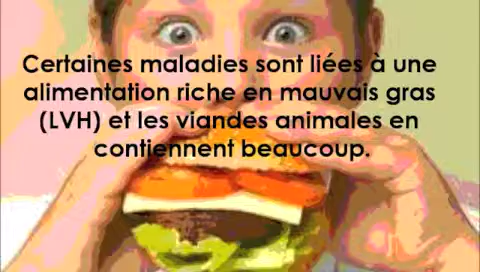 Certaines maladies sont liées à une
alimentation riche en mauvais gras
(LVH) et les viandes animales en
contiennent beaucoup.